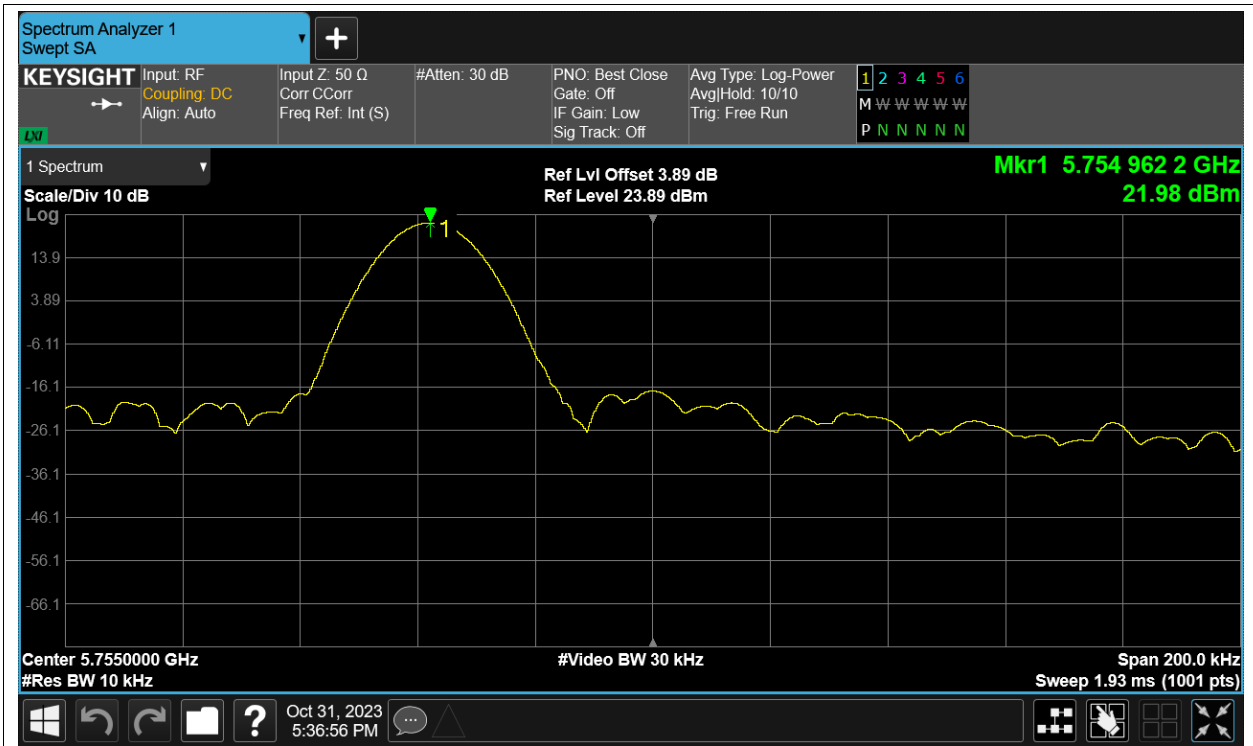 Spectrum Analyzer 1
Swept SA
KEYSIGHT
LXI
Input: RF
Coupling: DC
Align: Auto
Input Z: 50 Ω
Corr CCorr
Freq Ref: Int (S)
#Atten: 30 dB
PNO: Best Close
Gate: Off
IF Gain: Low
Sig Track: Off
Avg Type: Log-Power
Avg|Hold: 10/10
Trig: Free Run
1 2 3 4 5 6
M W W W W W W
P N N N N N N
1 Spectrum
Scale/Div 10 dB
Log
Ref Lvl Offset 3.89 dB
Ref Level 23.89 dBm
Mkr1 5.754 962 2 GHz
21.98 dBm
1
13.9
3.89
-6.11
-16.1
-26.1
-36.1
-46.1
-56.1
-66.1
Center 5.7550000 GHz
#Res BW 10 kHz
#Video BW 30 kHz
Span 200.0 kHz
Sweep 1.93 ms (1001 pts)
?
Oct 31, 2023
5:36:56 PM